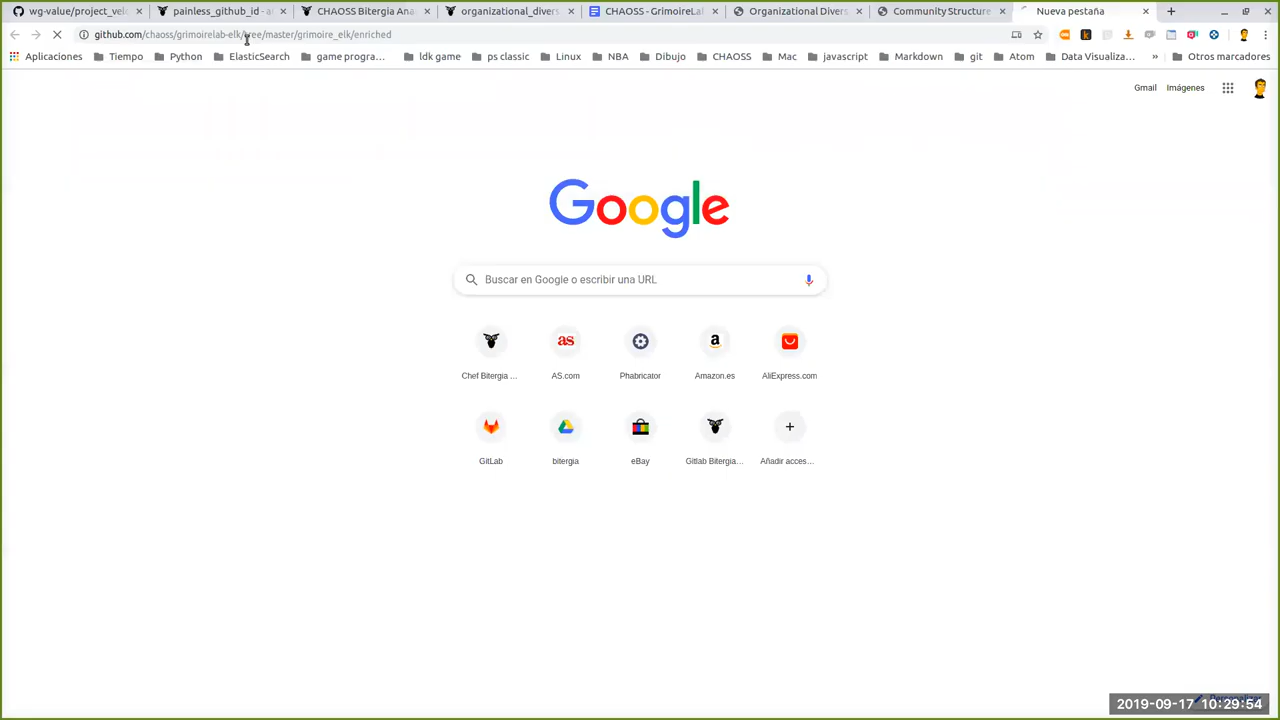 wg-value/project_velo
painless_github_id - a
CHAOSS Bitergia Ana
organizational_divers
CHAOSS - GrimoireLa
Organizational Divers
Community Structure
Nueva pestaña
github.com/chaoss/grimoirelab-elk/tree/master/grimoire_elk/enriched
Aplicaciones
Tiempo
Python
ElasticSearch
game progra...
ldk game
ps classic
Linux
NBA
Dibujo
CHAOSS
Mac
javascript
Markdown
git
Atom
Data Visualiza...
»
Otros marcadores
Gmail
Imágenes
Google
Buscar en Google o escribir una URL
as
a
Chef Bitergia ...
AS.com
Phabricator
Amazon.es
AliExpress.com
GitLab
bitergia
eBay
Gitlab Bitergia...
Añadir acces...
2019-09-17 10:29:54